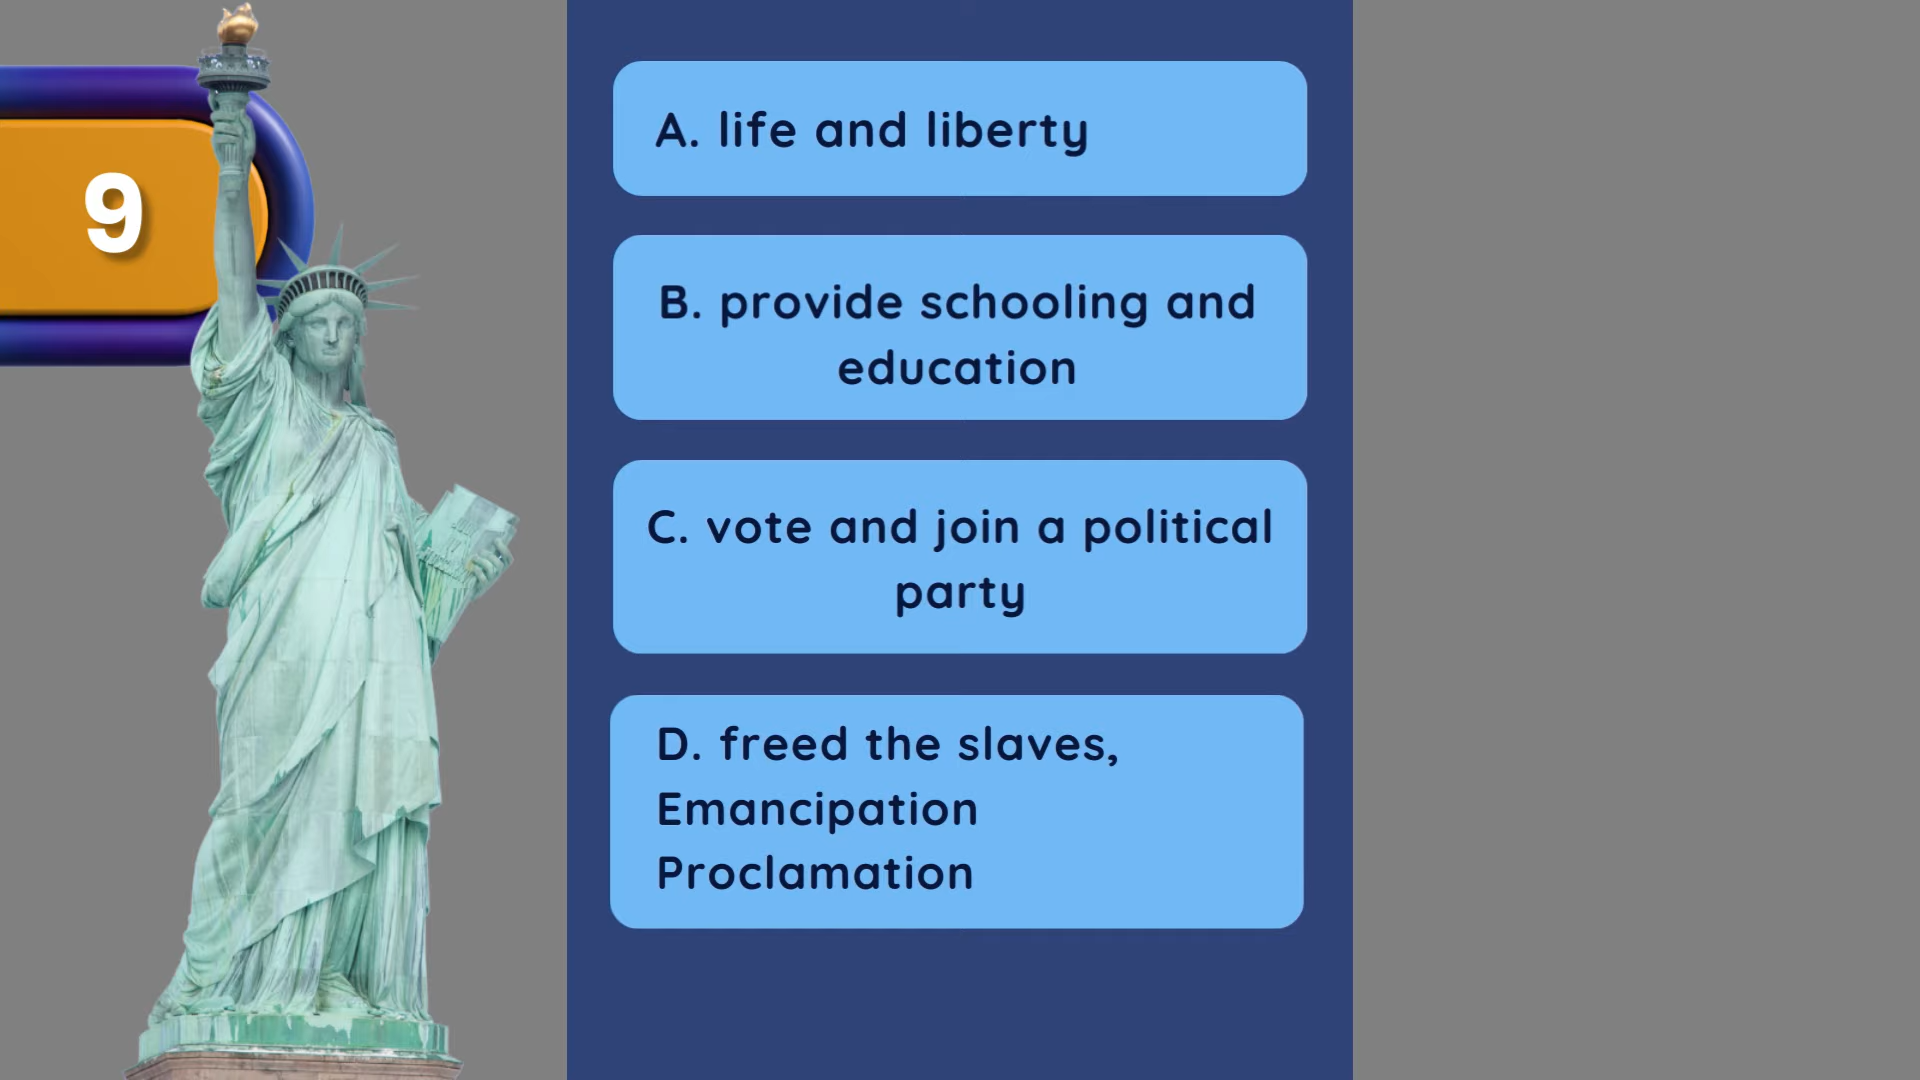 9
A. life and liberty
B. provide schooling and
education
C. vote and join a political
party
D. freed the slaves,
Emancipation
Proclamation